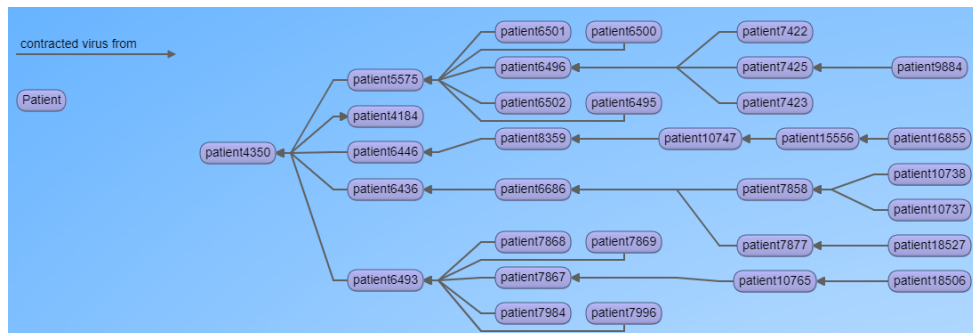 contracted virus from
Patient
patient6501
patient6500
patient7422
patient5575
patient6496
patient7425
patient9884
patient6502
patient6495
patient7423
patient4184
patient4350
patient6446
patient8359
patient10747
patient15556
patient16855
patient6436
patient6686
patient7858
patient10738
patient10737
patient7868
patient7869
patient7877
patient18527
patient6493
patient7867
patient10765
patient18506
patient7984
patient7996